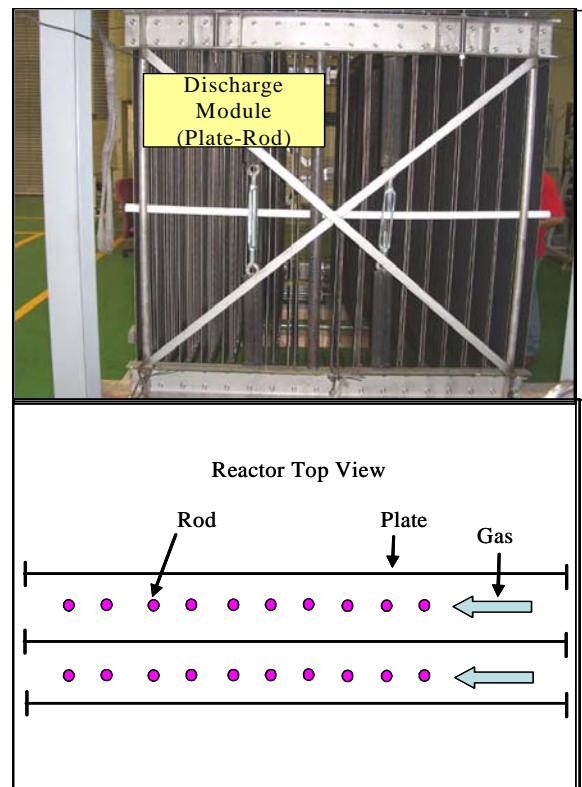 Discharge
Module
(Plate-Rod)
Reactor Top View
Rod
Plate
Gas